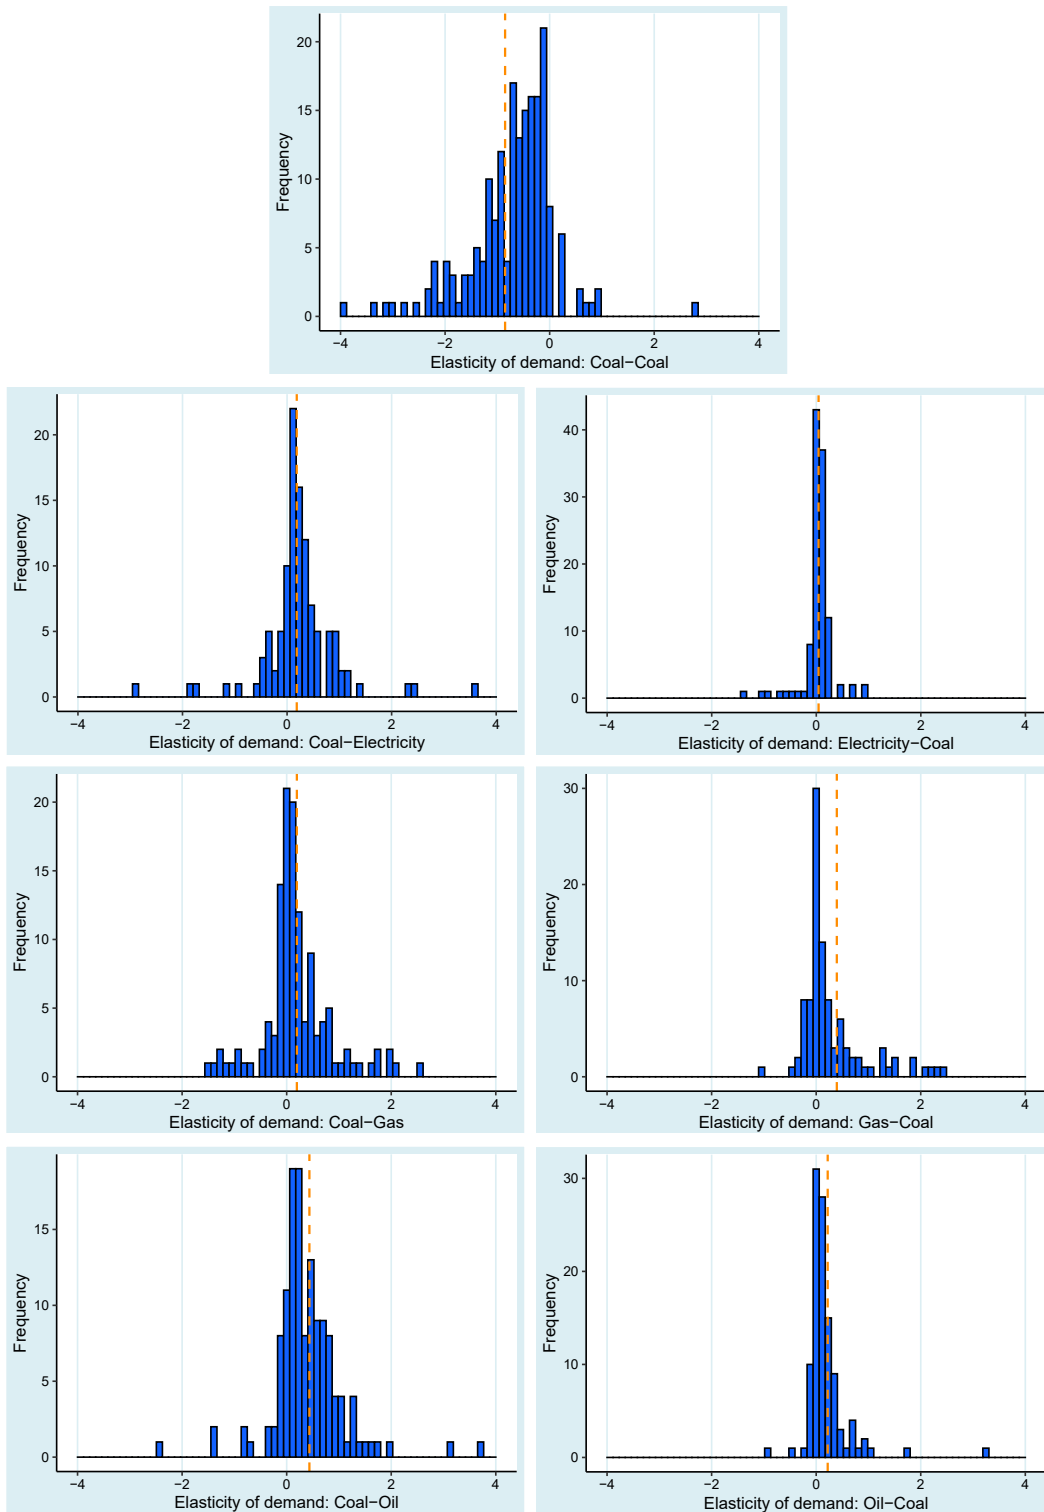 20
15
10
5
0
Frequency
−4 −2 0 2 4
Elasticity of demand: Coal−Coal
20
15
10
5
0
Frequency
−4 −2 0 2 4
Elasticity of demand: Coal−Electricity
40
30
20
10
0
Frequency
−4 −2 0 2 4
Elasticity of demand: Electricity−Coal
20
15
10
5
0
Frequency
−4 −2 0 2 4
Elasticity of demand: Coal−Gas
30
20
10
0
Frequency
−4 −2 0 2 4
Elasticity of demand: Gas−Coal
15
10
5
0
Frequency
−4 −2 0 2 4
Elasticity of demand: Coal−Oil
30
20
10
0
Frequency
−4 −2 0 2 4
Elasticity of demand: Oil−Coal